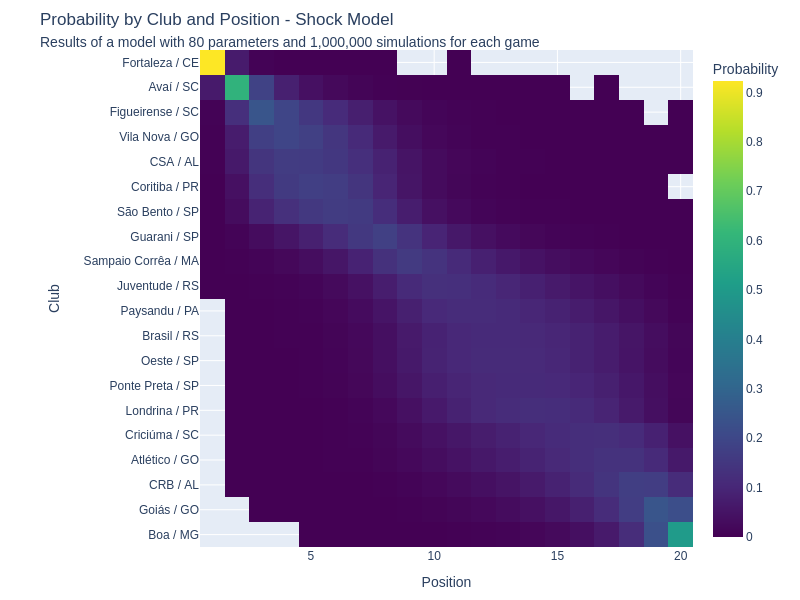 Probability by Club and Position - Shock Model
Results of a model with 80 parameters and 1,000,000 simulations for each game
Probability
Fortaleza / CE
Avaí / SC
Figueirense / SC
Vila Nova / GO
CSA / AL
Coritiba / PR
São Bento / SP
Guarani / SP
Sampaio Corrêa / MA
Juventude / RS
Paysandu / PA
Brasil / RS
Oeste / SP
Ponte Preta / SP
Londrina / PR
Criciúma / SC
Atlético / GO
CRB / AL
Goiás / GO
Boa / MG
Club
5
10
15
20
Position
0.9
0.8
0.7
0.6
0.5
0.4
0.3
0.2
0.1
0